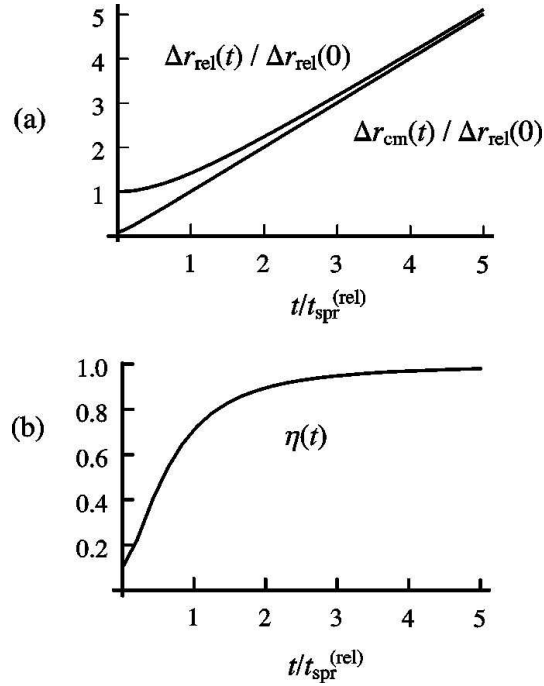 5
4
3
2
1
(a)
Δr_rel(t) / Δr_rel(0)
Δr_cm(t) / Δr_rel(0)
1 2 3 4 5
t/t_spr^(rel)
1.0
0.8
0.6
0.4
0.2
(b)
η(t)
1 2 3 4 5
t/t_spr^(rel)